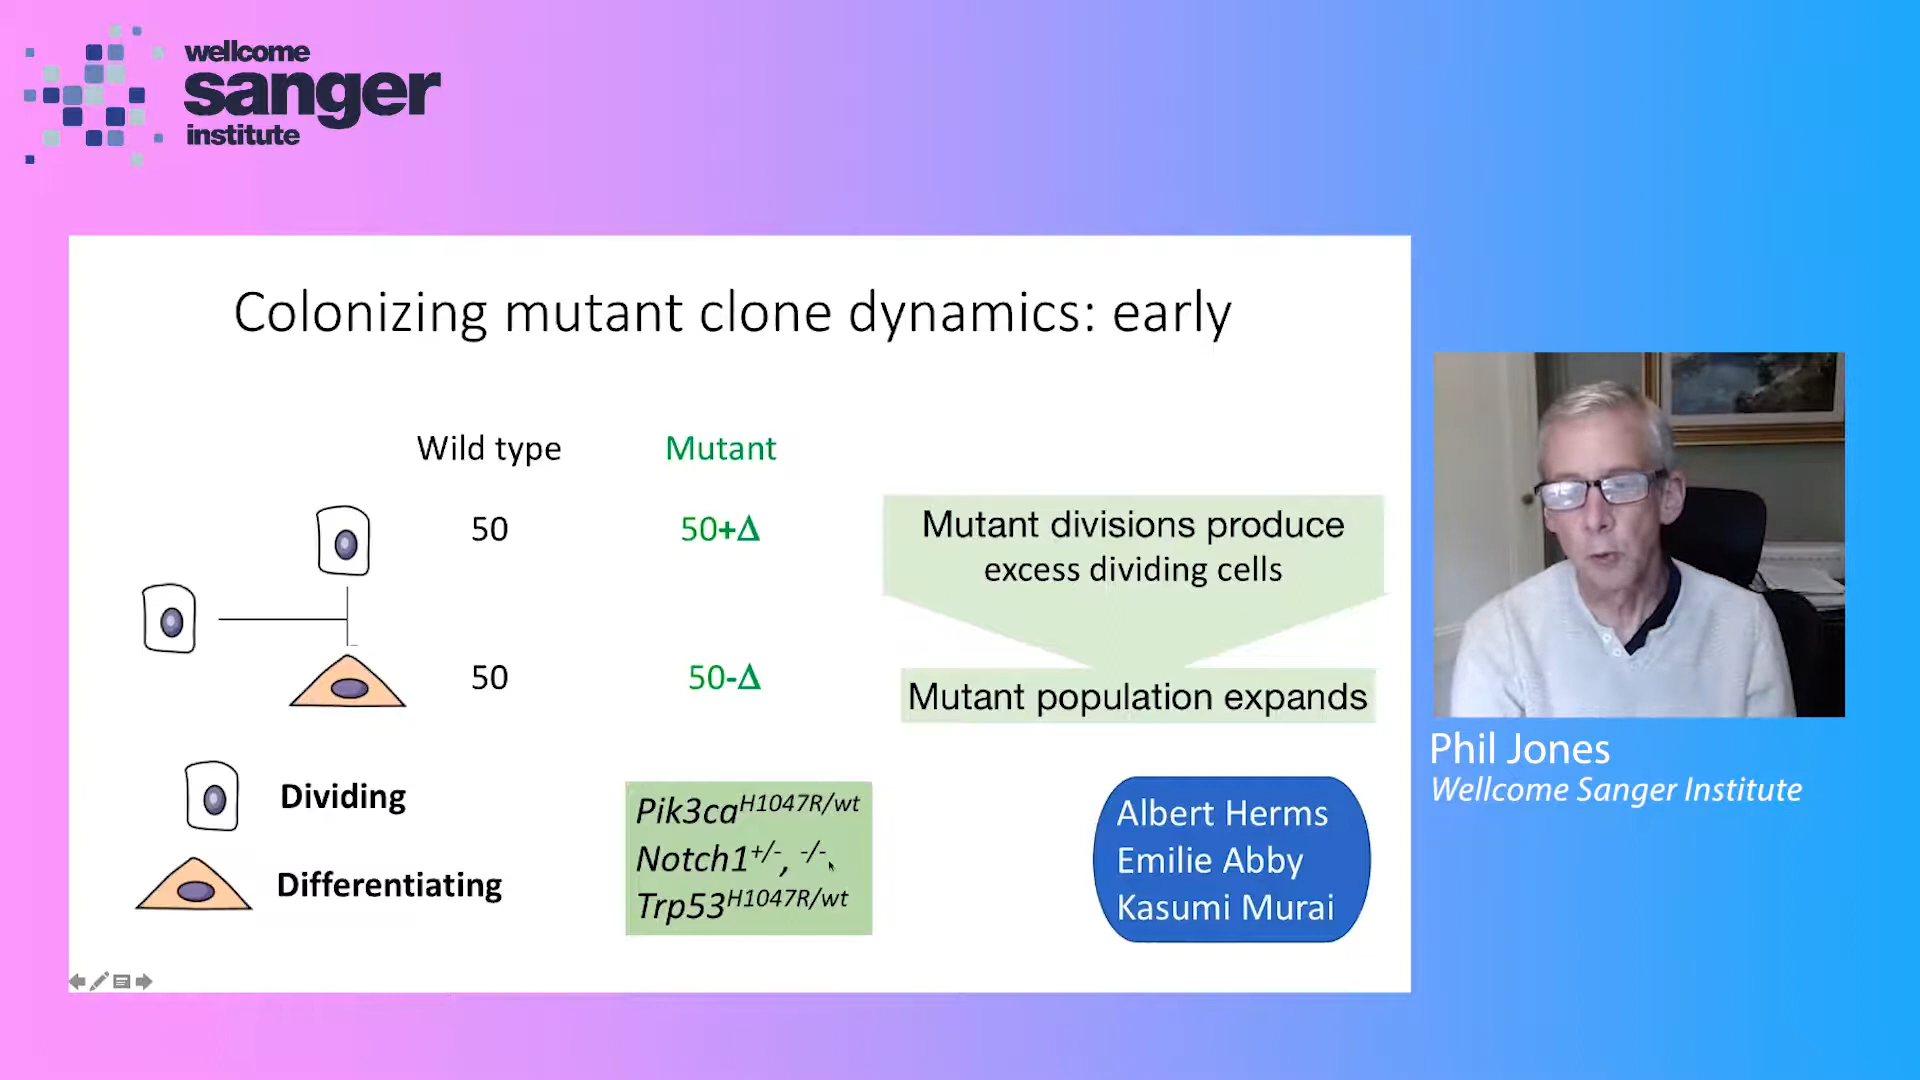 wellcome
sanger
institute
Colonizing mutant clone dynamics: early
Wild type
Mutant
50
50+Δ
Mutant divisions produce
excess dividing cells
50
50-Δ
Mutant population expands
Dividing
Differentiating
Pik3caH1047R/wt
Notch1+/-, -/-
Trp53H1047R/wt
Albert Herms
Emilie Abby
Kasumi Murai
Phil Jones
Wellcome Sanger Institute